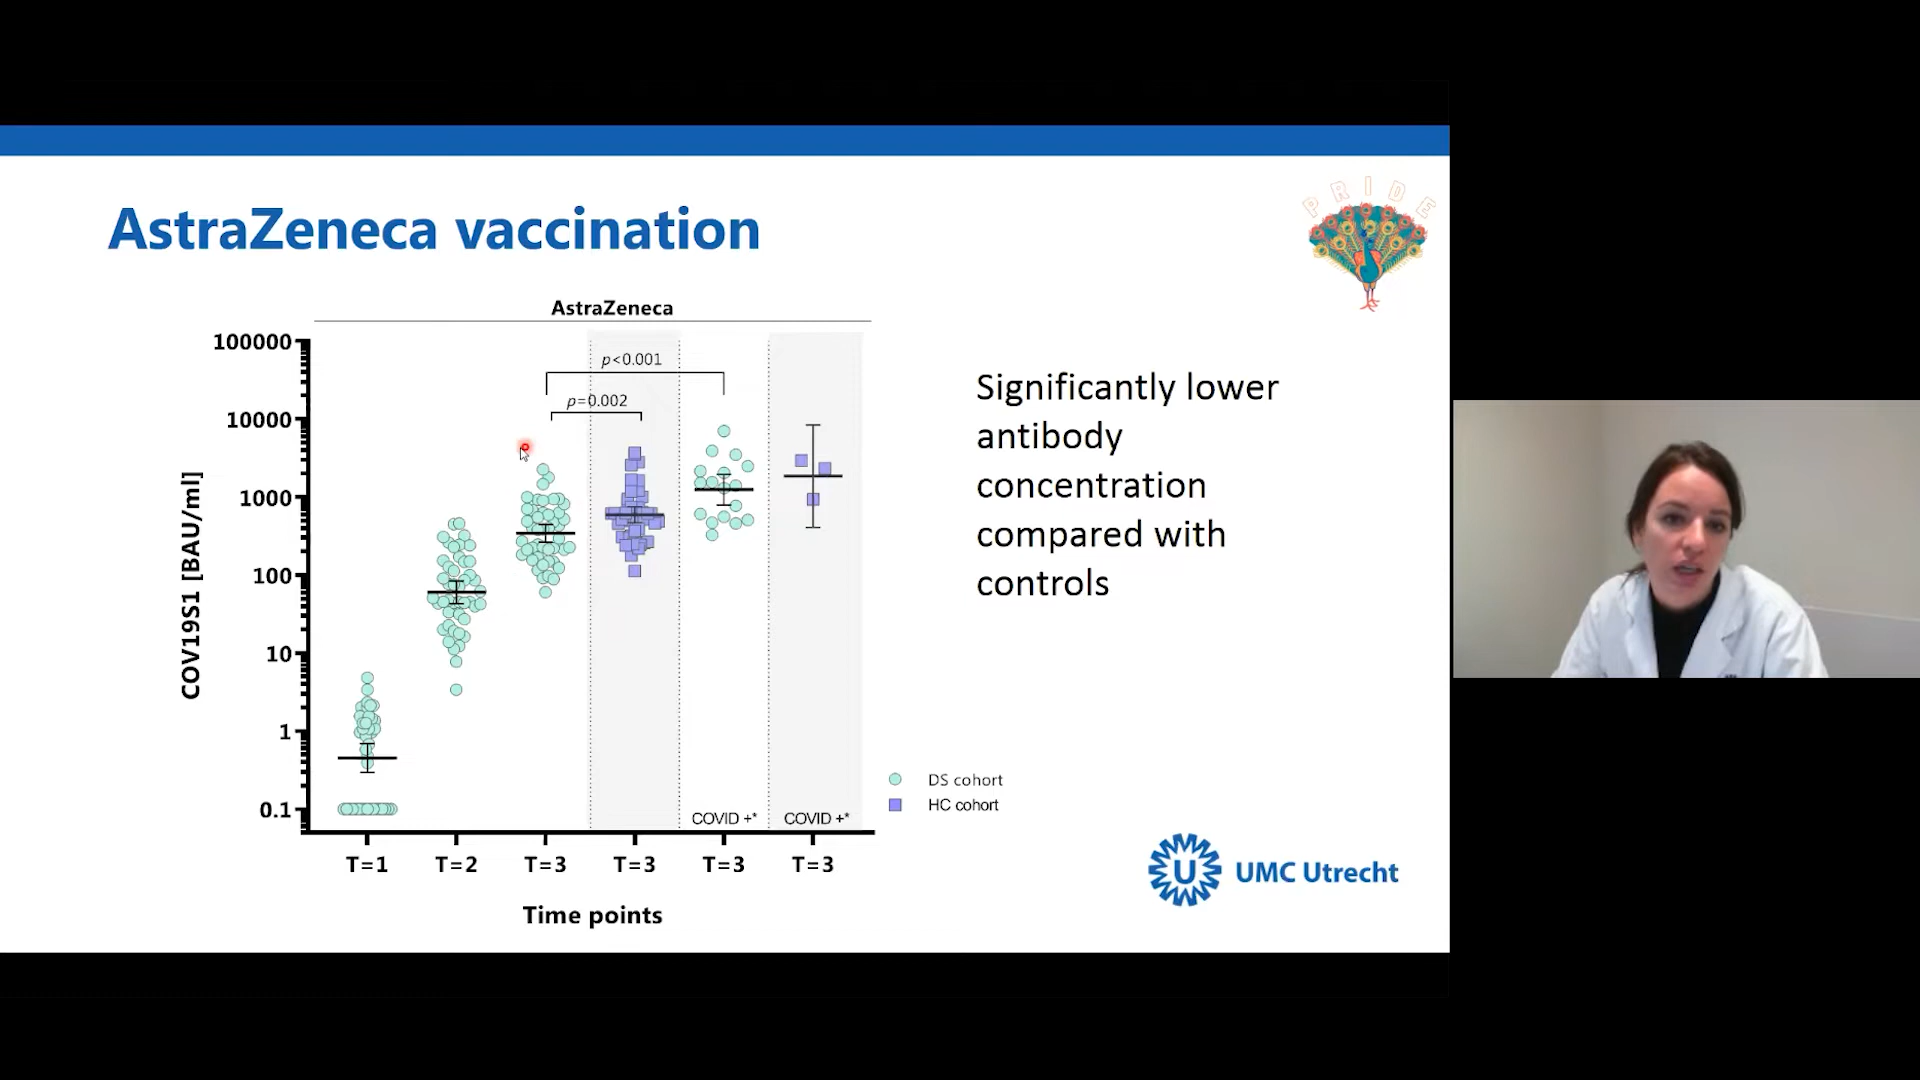 PRIDE
AstraZeneca vaccination
AstraZeneca
100000
10000
1000
100
10
1
0.1
COV19S1 [BAU/ml]
p<0.001
p=0.002
COVID +*
COVID +*
T=1
T=2
T=3
T=3
T=3
T=3
Time points
DS cohort
HC cohort
Significantly lower
antibody
concentration
compared with
controls
U
UMC Utrecht